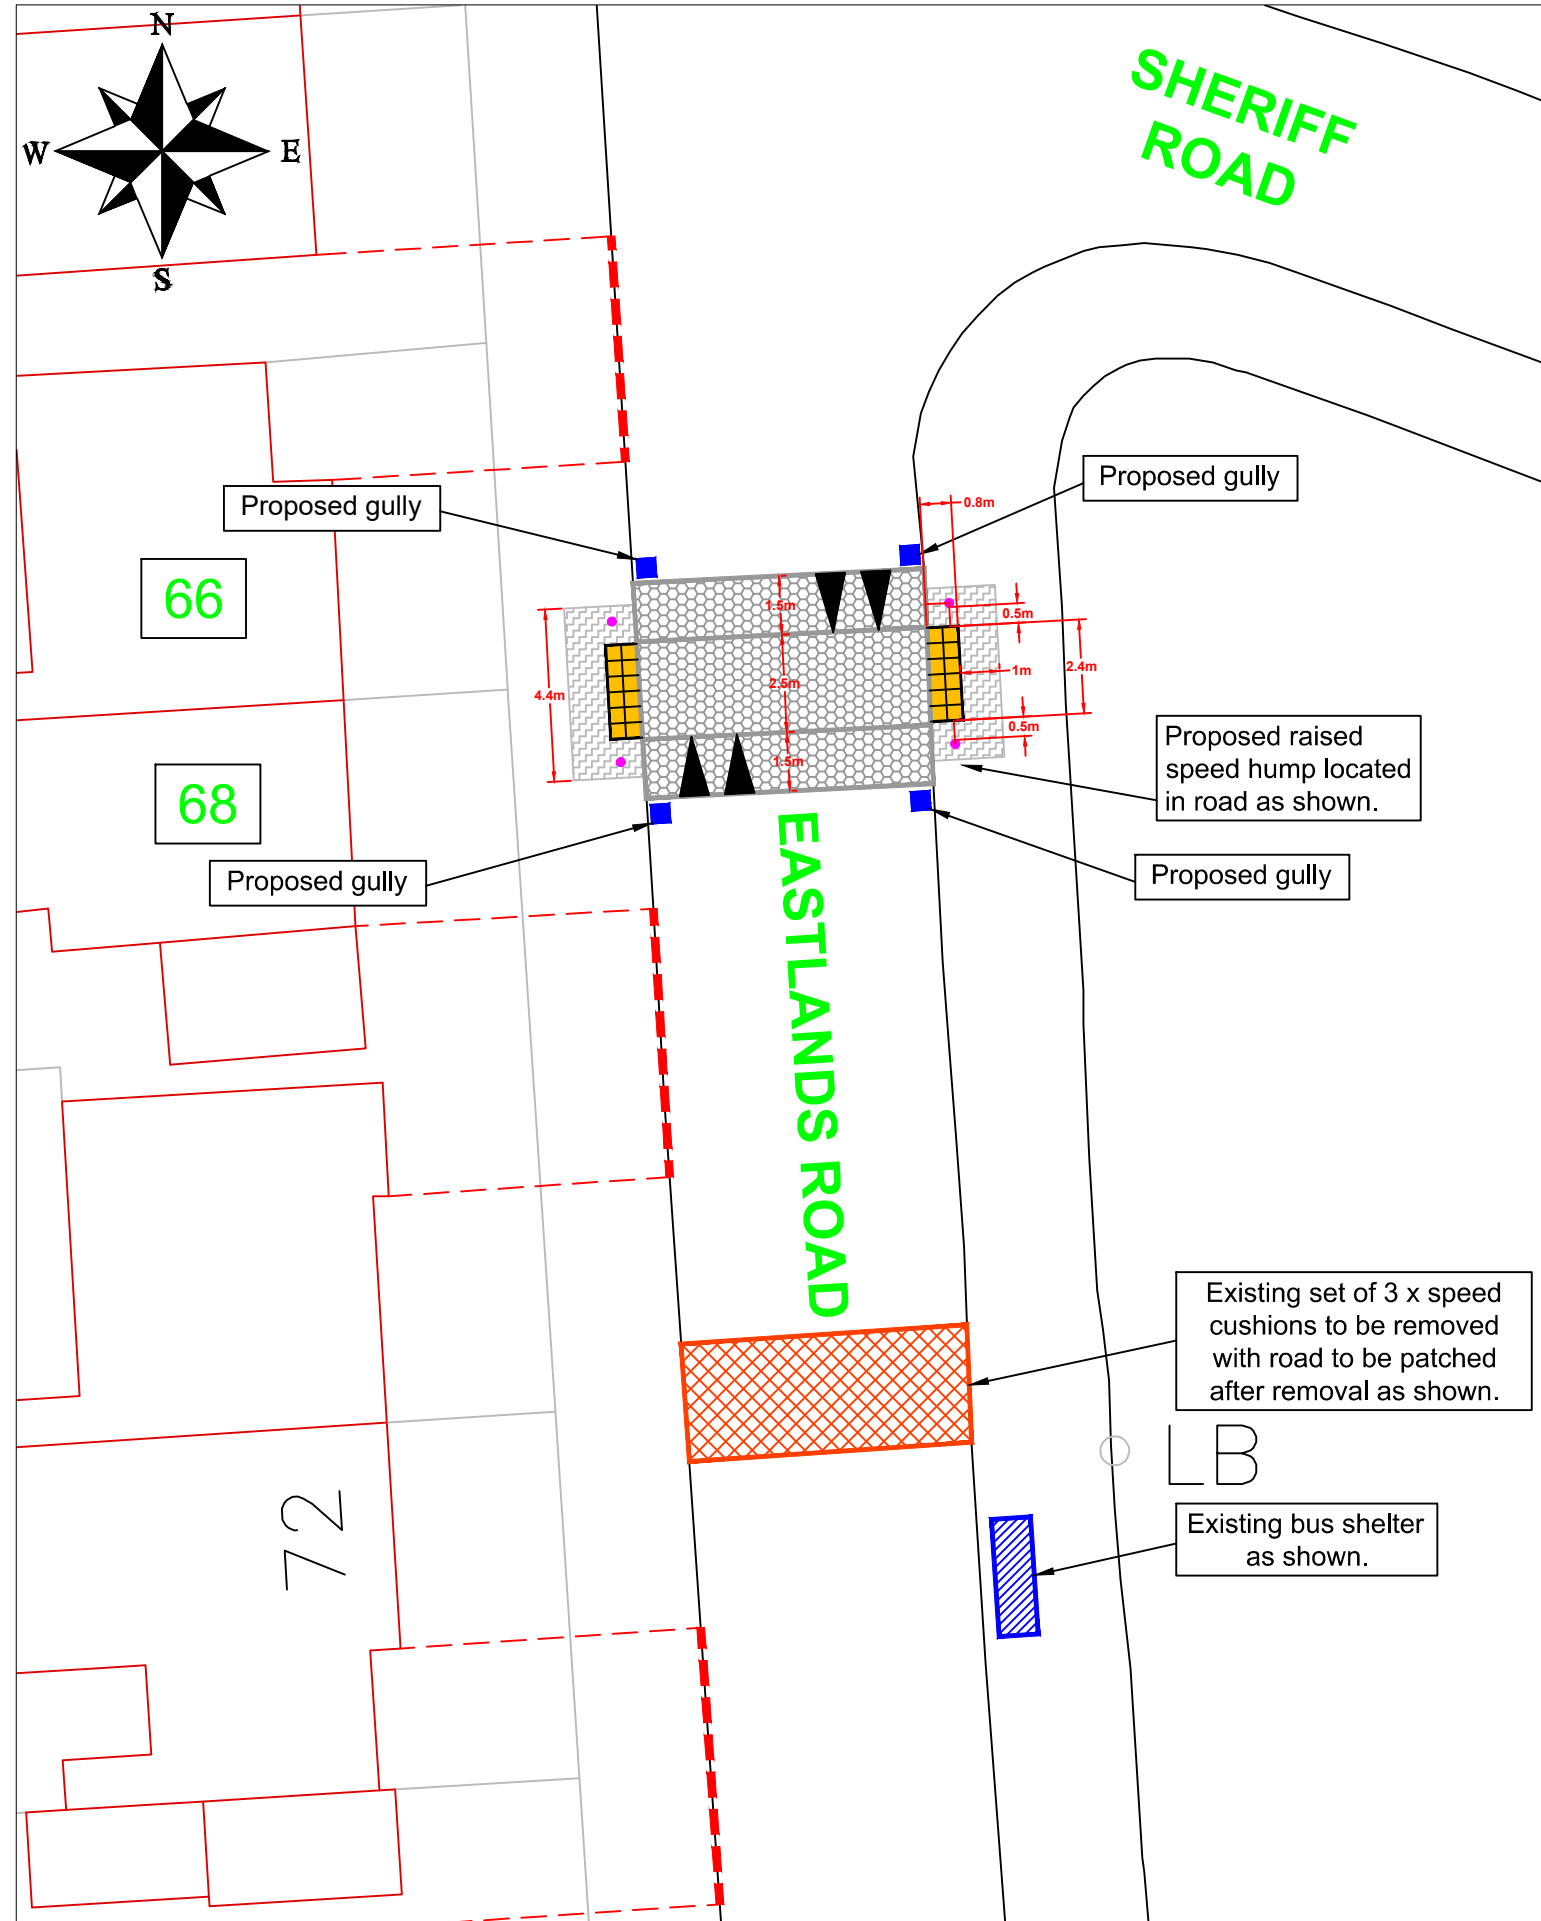 N
W
E
S
SHERIFF
ROAD
Proposed gully
Proposed gully
0.8m
66
1.5m
0.5m
4.4m
2.5m
1m
2.4m
0.5m
1.5m
Proposed raised
speed hump located
in road as shown.
68
Proposed gully
Proposed gully
EASTLANDS ROAD
Existing set of 3 x speed
cushions to be removed
with road to be patched
after removal as shown.
LB
72
Existing bus shelter
as shown.